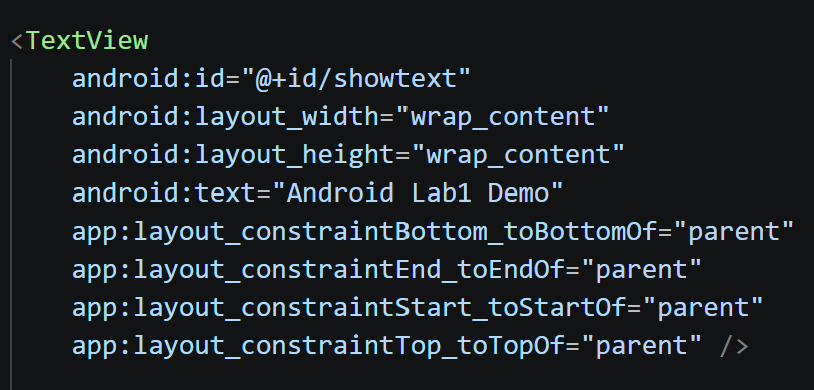 <TextView
android:id="@+id/showtext"
android:layout_width="wrap_content"
android:layout_height="wrap_content"
android:text="Android Lab1 Demo"
app:layout_constraintBottom_toBottomOf="parent"
app:layout_constraintEnd_toEndOf="parent"
app:layout_constraintStart_toStartOf="parent"
app:layout_constraintTop_toTopOf="parent" />